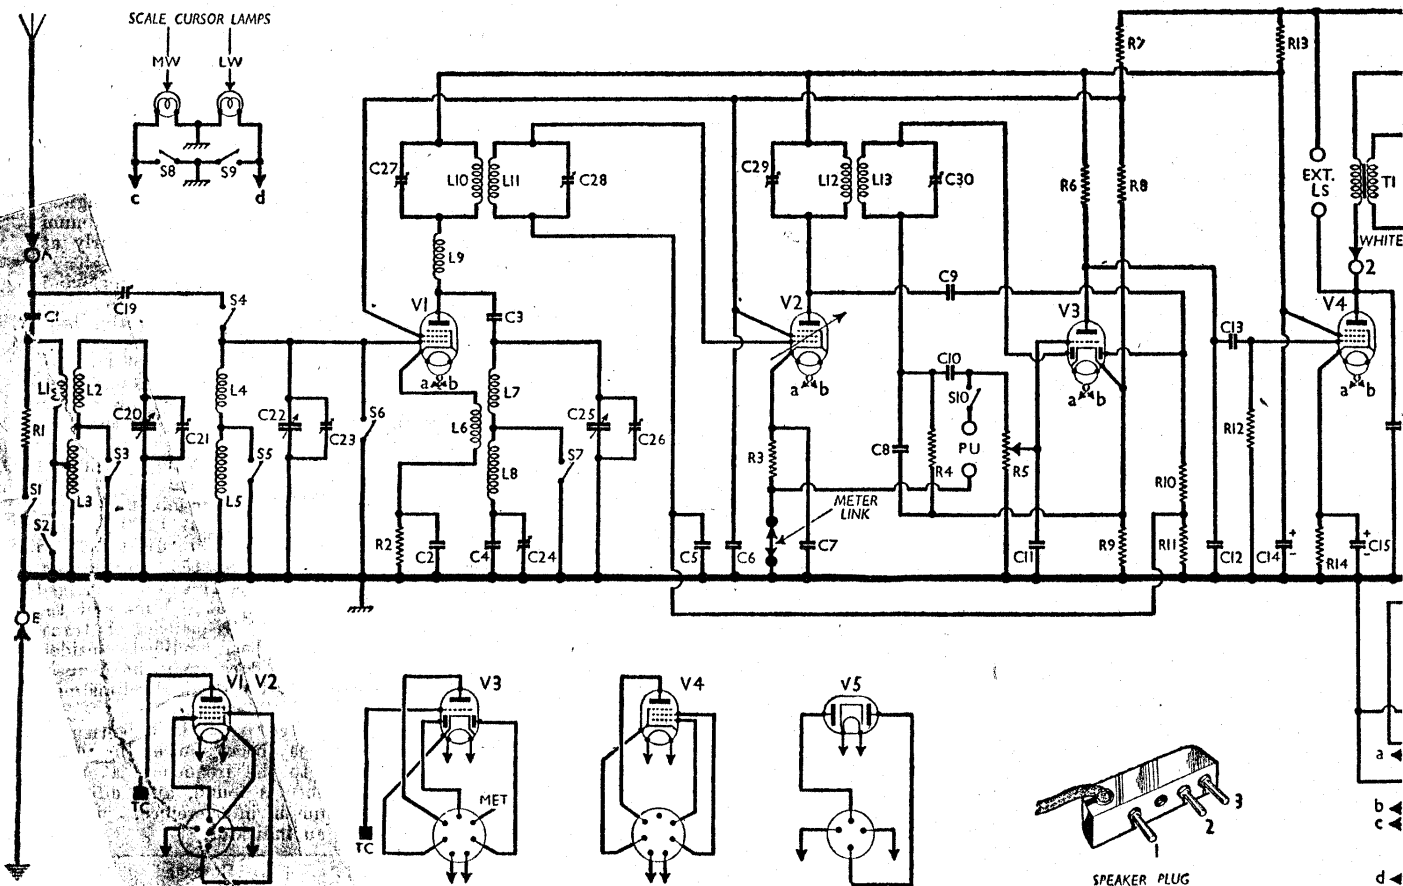 SCALE CURSOR LAMPS
MW LW
S8 S9
c d
A
C1
C19
S4
L1 L2
L4
C20 C21
C22 C23
R1
S3
S5
S6
L3
L5
S1
S2
E
C27 L10 L11 C28
L9
V1
C3
a b
L7
L6
C25 C26
L8
S7
R2 C2 C4 C24
C5 C6
C29 L12 L13 C30
V2
C9
a b
C10
S10
PU
R3
C8 R4 R5
METER
LINK
C7
C11
R7
R6 R8
V3
a b
R10
R9 R11
C12
C13
R12
C14 + -
R13
EXT.
LS
T1
WHITE
2
V4
a b
R14
+ - C15
V1, V2
TC
V3
MET
TC
V4
V5
1
2
3
SPEAKER PLUG
a
b
c
d